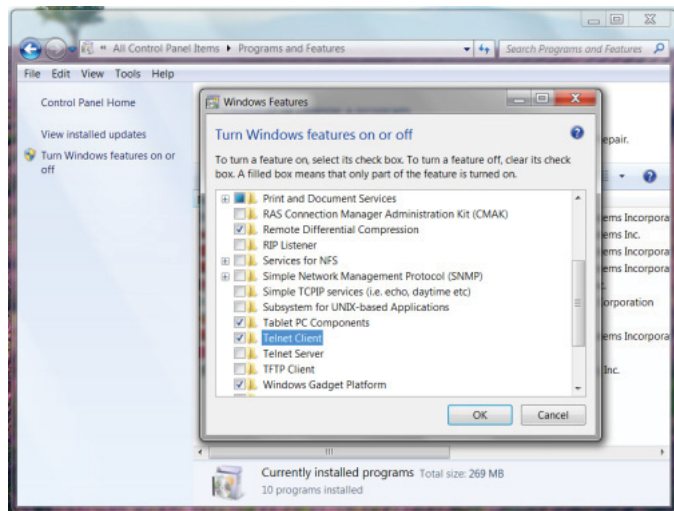 « All Control Panel Items ▸ Programs and Features
Search Programs and Features
File Edit View Tools Help
Control Panel Home
View installed updates
Turn Windows features on or
off
Windows Features
Turn Windows features on or off
To turn a feature on, select its check box. To turn a feature off, clear its check
box. A filled box means that only part of the feature is turned on.
Print and Document Services
RAS Connection Manager Administration Kit (CMAK)
Remote Differential Compression
RIP Listener
Services for NFS
Simple Network Management Protocol (SNMP)
Simple TCPIP services (i.e. echo, daytime etc)
Subsystem for UNIX-based Applications
Tablet PC Components
Telnet Client
Telnet Server
TFTP Client
Windows Gadget Platform
OK Cancel
epair.
ems Incorpora
ems Inc.
ems Incorpora
ems Incorpora
orporation
ems Incorpora
Inc.
Currently installed programs Total size: 269 MB
10 programs installed